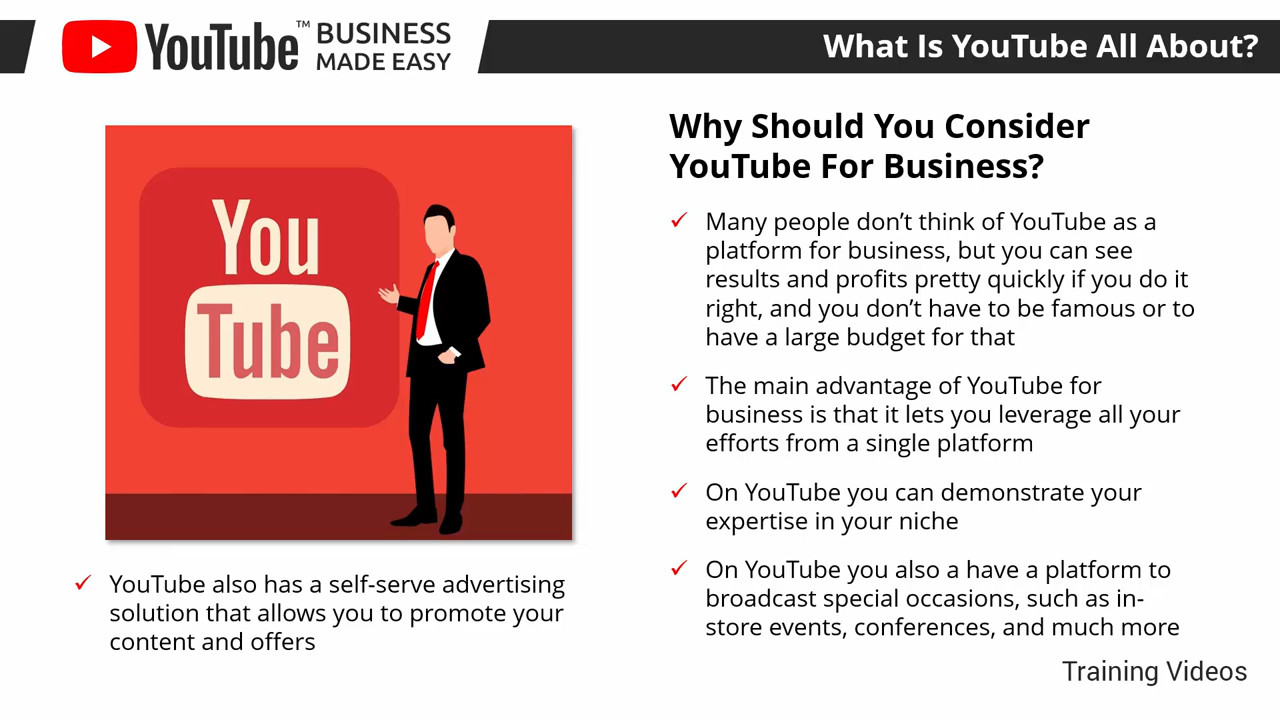 YouTube™ BUSINESS
MADE EASY
What Is YouTube All About?
You
Tube
YouTube also has a self-serve advertising
solution that allows you to promote your
content and offers
Why Should You Consider
YouTube For Business?
Many people don’t think of YouTube as a
platform for business, but you can see
results and profits pretty quickly if you do it
right, and you don’t have to be famous or to
have a large budget for that
The main advantage of YouTube for
business is that it lets you leverage all your
efforts from a single platform
On YouTube you can demonstrate your
expertise in your niche
On YouTube you also a have a platform to
broadcast special occasions, such as in-
store events, conferences, and much more
Training Videos